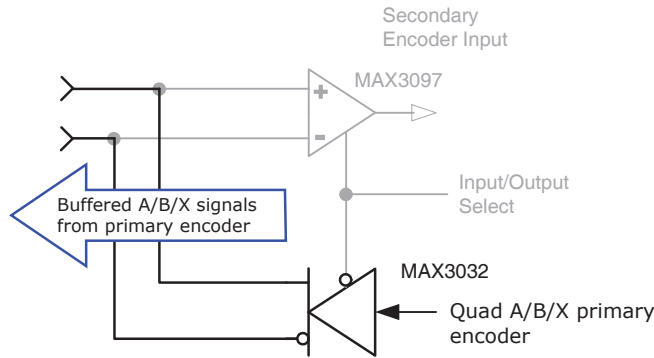 Secondary
Encoder Input
MAX3097
+
-
Buffered A/B/X signals
from primary encoder
Input/Output
Select
MAX3032
Quad A/B/X primary
encoder